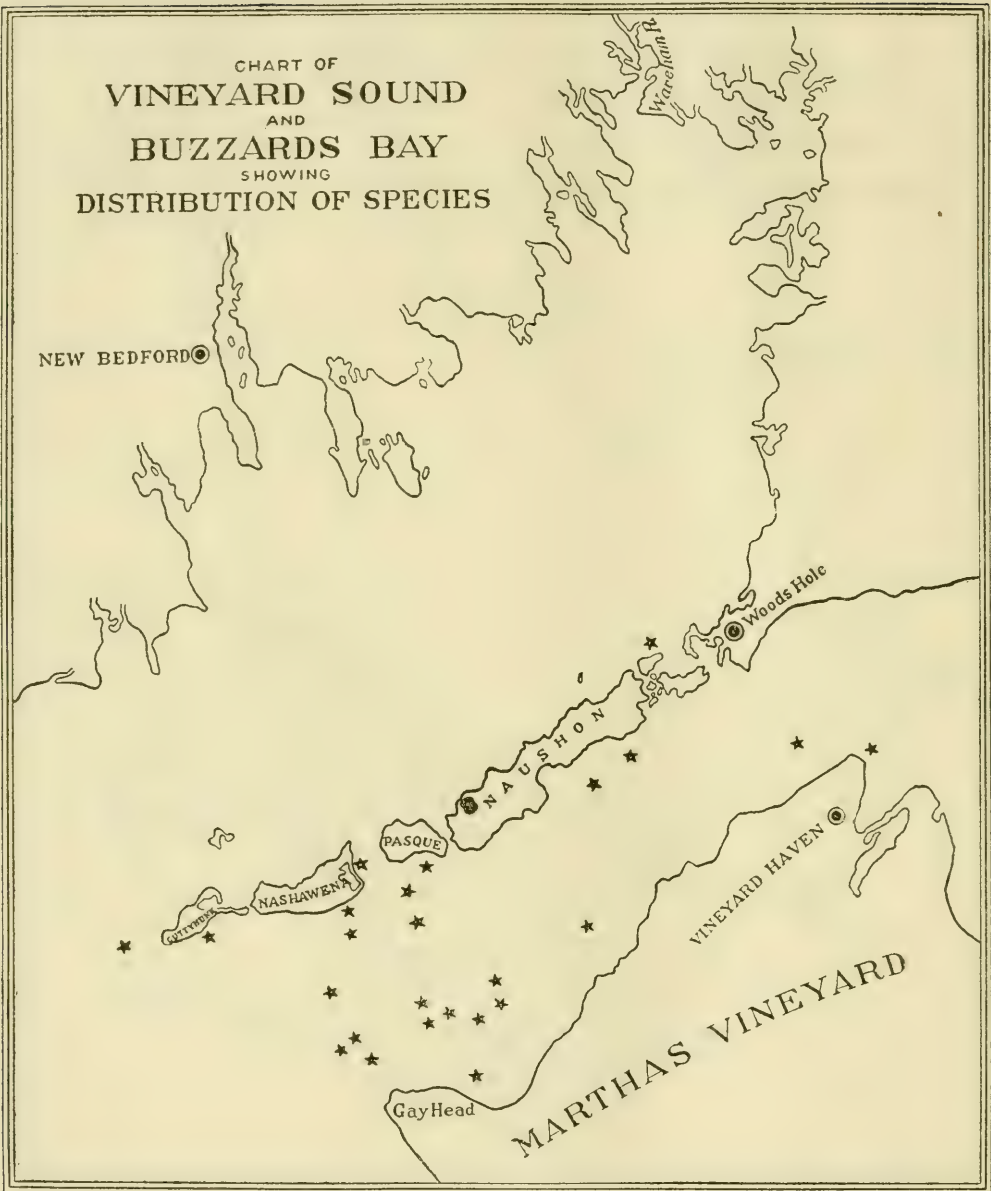 CHART OF
VINEYARD SOUND
AND
BUZZARDS BAY
SHOWING
DISTRIBUTION OF SPECIES
Wareham R.
NEW BEDFORD
Woods Hole
NAUSHON
PASQUE
NASHAWENA
CUTTYHUNK
VINEYARD HAVEN
MARTHAS VINEYARD
Gay Head